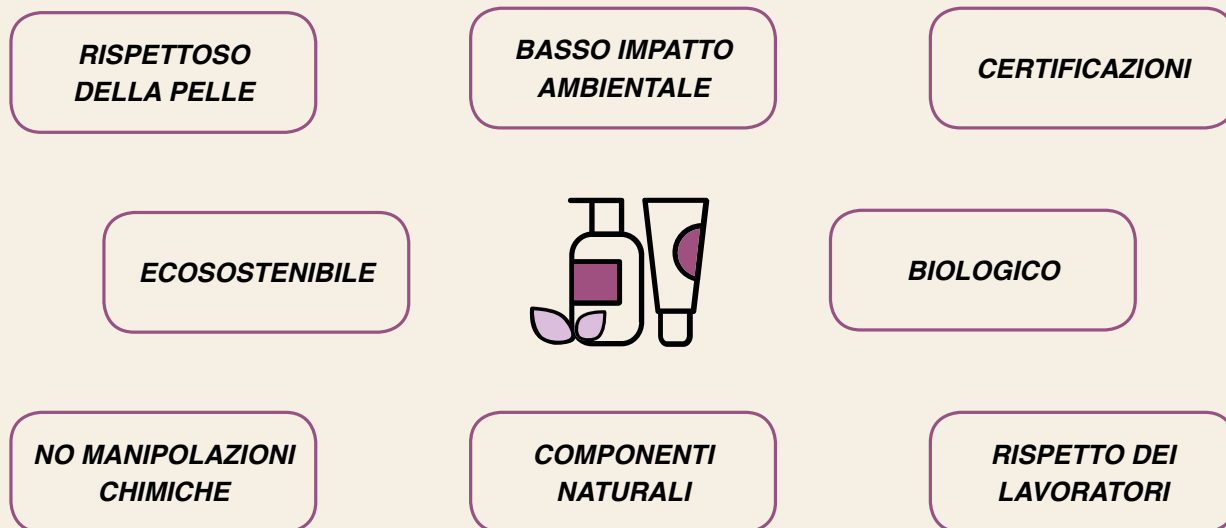 RISPETTOSO
DELLA PELLE
BASSO IMPATTO
AMBIENTALE
CERTIFICAZIONI
ECOSOSTENIBILE
BIOLOGICO
NO MANIPOLAZIONI
CHIMICHE
COMPONENTI
NATURALI
RISPETTO DEI
LAVORATORI